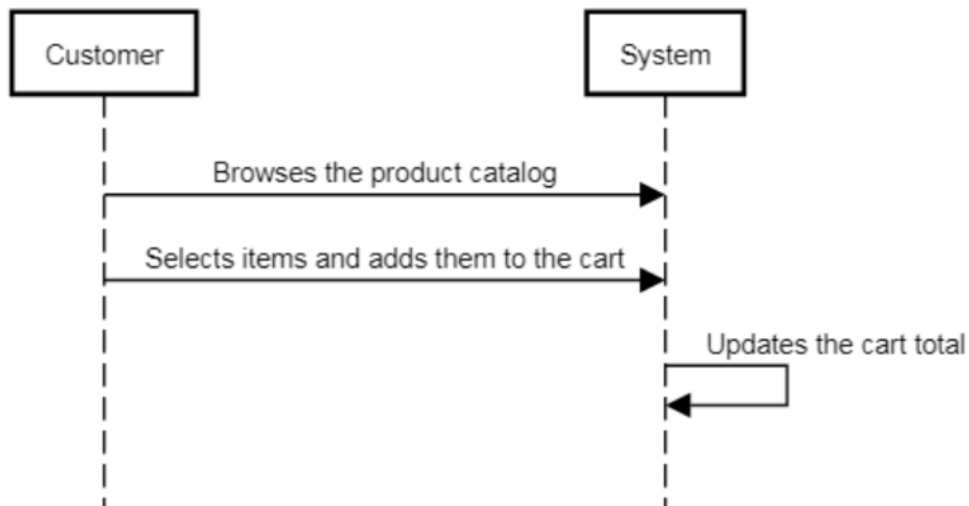 Customer
System
Browses the product catalog
Selects items and adds them to the cart
Updates the cart total